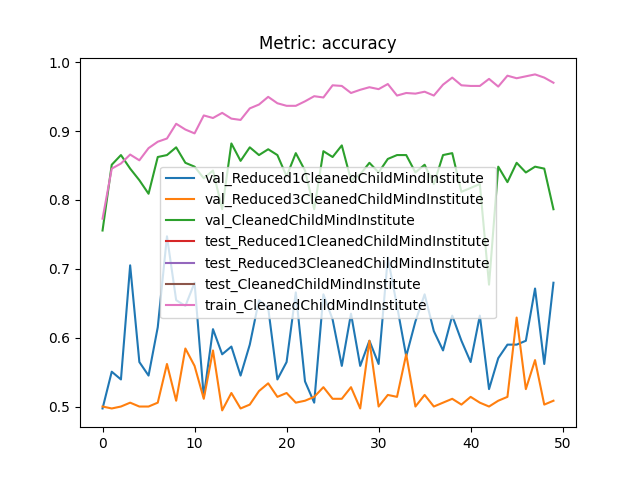 Metric: accuracy
1.0
0.9
0.8
0.7
0.6
0.5
val_Reduced1CleanedChildMindInstitute
val_Reduced3CleanedChildMindInstitute
val_CleanedChildMindInstitute
test_Reduced1CleanedChildMindInstitute
test_Reduced3CleanedChildMindInstitute
test_CleanedChildMindInstitute
train_CleanedChildMindInstitute
0 10 20 30 40 50